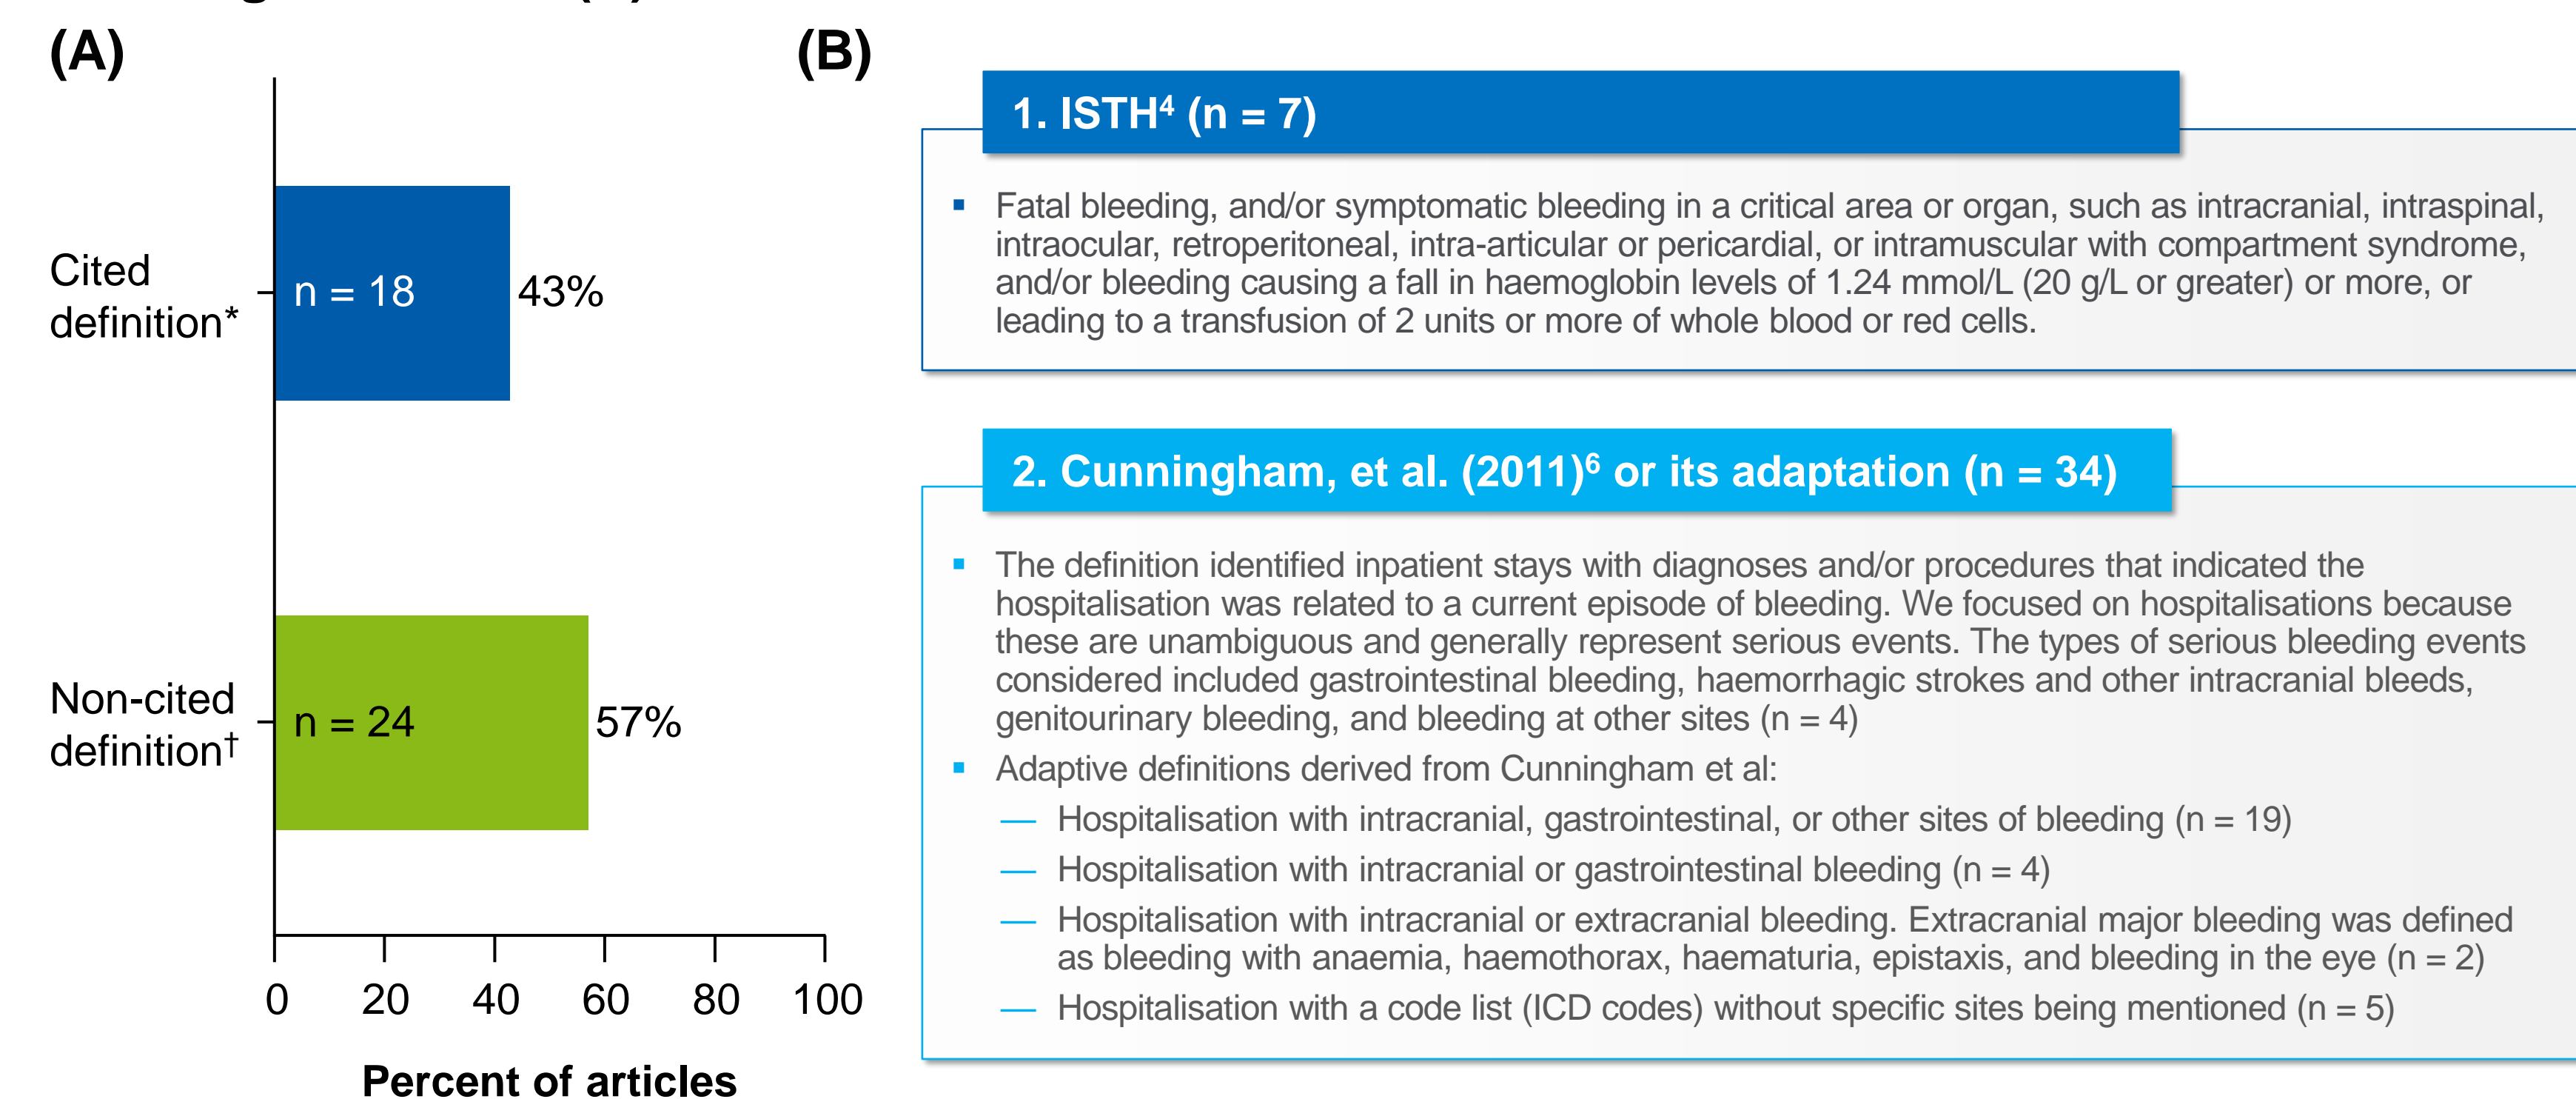 (A)
Cited
definition*
n = 18
43%
Non-cited
definition†
n = 24
57%
0 20 40 60 80 100
Percent of articles
(B)
1. ISTH⁴ (n = 7)
▪ Fatal bleeding, and/or symptomatic bleeding in a critical area or organ, such as intracranial, intraspinal,
intraocular, retroperitoneal, intra-articular or pericardial, or intramuscular with compartment syndrome,
and/or bleeding causing a fall in haemoglobin levels of 1.24 mmol/L (20 g/L or greater) or more, or
leading to a transfusion of 2 units or more of whole blood or red cells.
2. Cunningham, et al. (2011)⁶ or its adaptation (n = 34)
▪ The definition identified inpatient stays with diagnoses and/or procedures that indicated the
hospitalisation was related to a current episode of bleeding. We focused on hospitalisations because
these are unambiguous and generally represent serious events. The types of serious bleeding events
considered included gastrointestinal bleeding, haemorrhagic strokes and other intracranial bleeds,
genitourinary bleeding, and bleeding at other sites (n = 4)
▪ Adaptive definitions derived from Cunningham et al:
— Hospitalisation with intracranial, gastrointestinal, or other sites of bleeding (n = 19)
— Hospitalisation with intracranial or gastrointestinal bleeding (n = 4)
— Hospitalisation with intracranial or extracranial bleeding. Extracranial major bleeding was defined
as bleeding with anaemia, haemothorax, haematuria, epistaxis, and bleeding in the eye (n = 2)
— Hospitalisation with a code list (ICD codes) without specific sites being mentioned (n = 5)